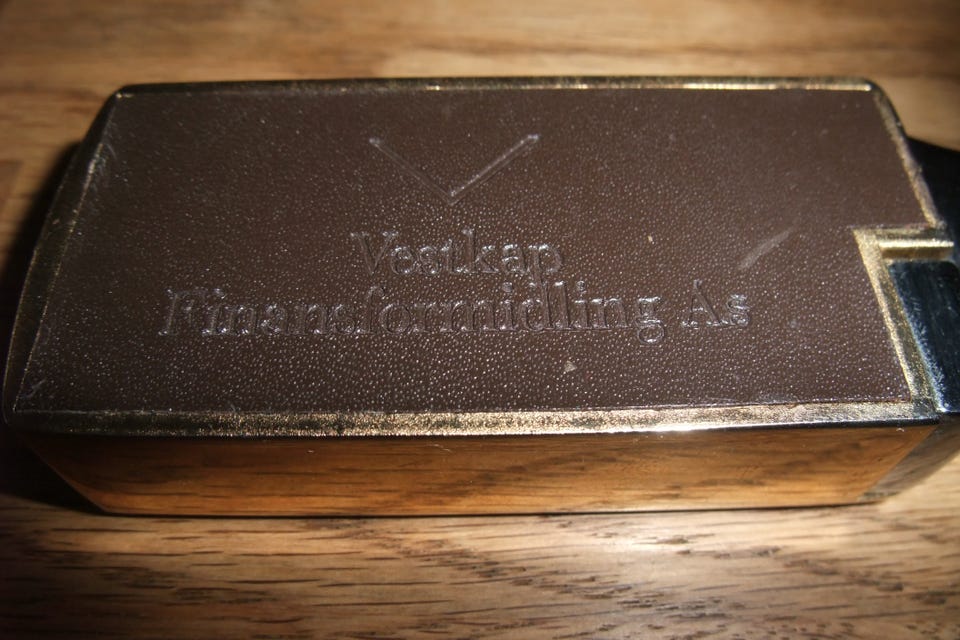 Vestkap
Finansformidling As